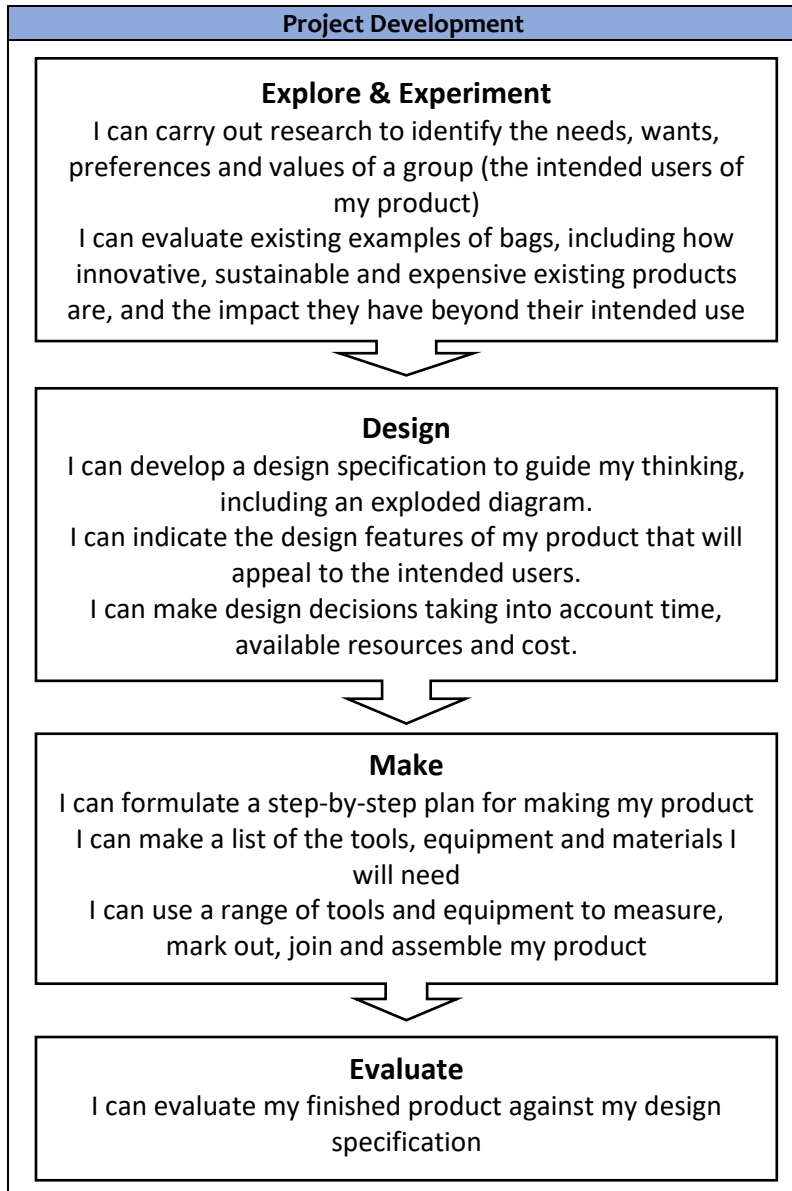 Project Development
Explore & Experiment
I can carry out research to identify the needs, wants,
preferences and values of a group (the intended users of
my product)
I can evaluate existing examples of bags, including how
innovative, sustainable and expensive existing products
are, and the impact they have beyond their intended use
Design
I can develop a design specification to guide my thinking,
including an exploded diagram.
I can indicate the design features of my product that will
appeal to the intended users.
I can make design decisions taking into account time,
available resources and cost.
Make
I can formulate a step-by-step plan for making my product
I can make a list of the tools, equipment and materials I
will need
I can use a range of tools and equipment to measure,
mark out, join and assemble my product
Evaluate
I can evaluate my finished product against my design
specification